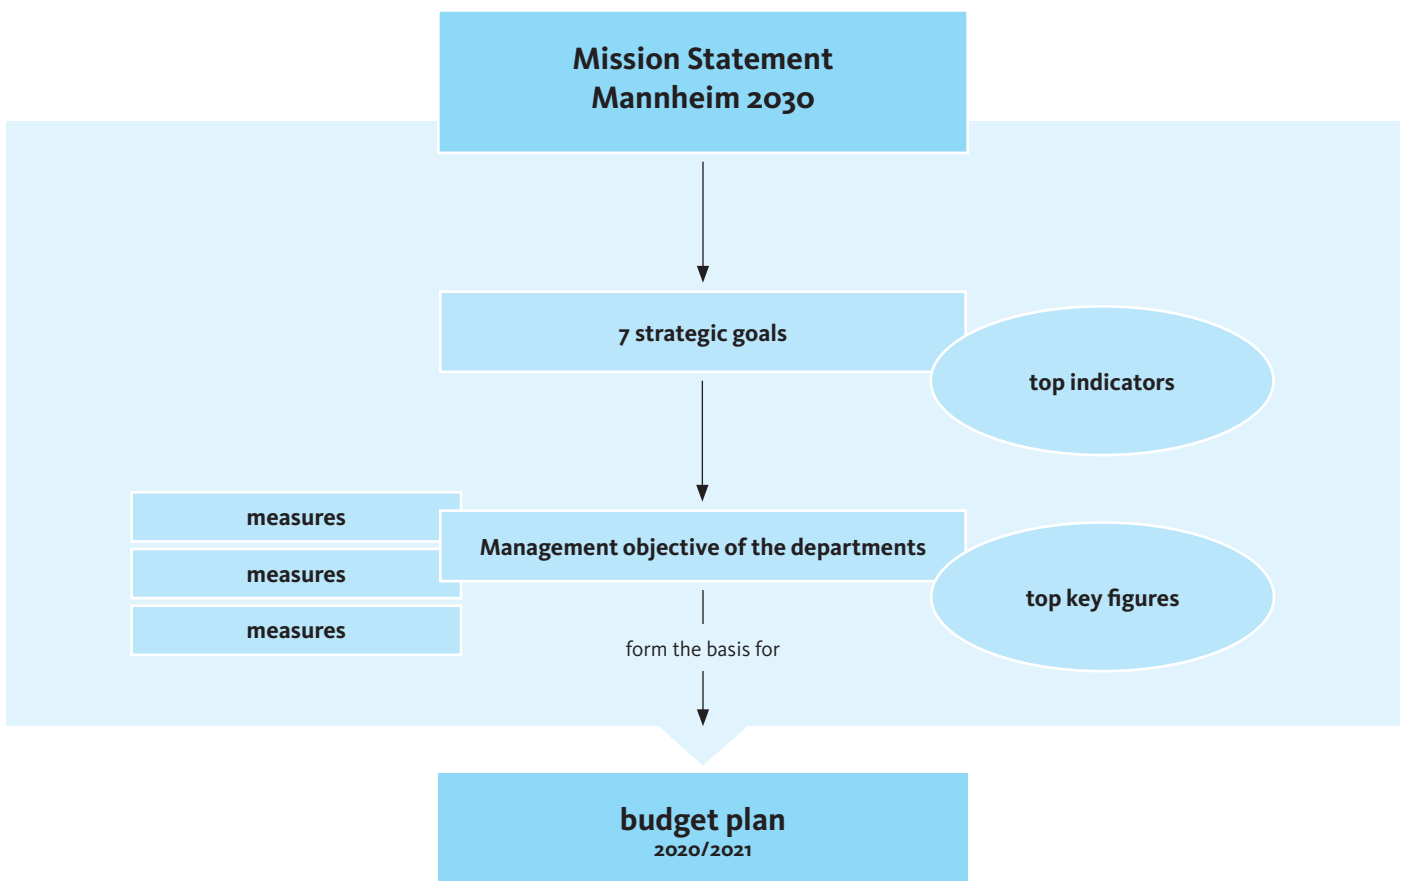 Mission Statement
Mannheim 2030
7 strategic goals
top indicators
measures
measures
measures
Management objective of the departments
top key figures
form the basis for
budget plan
2020/2021